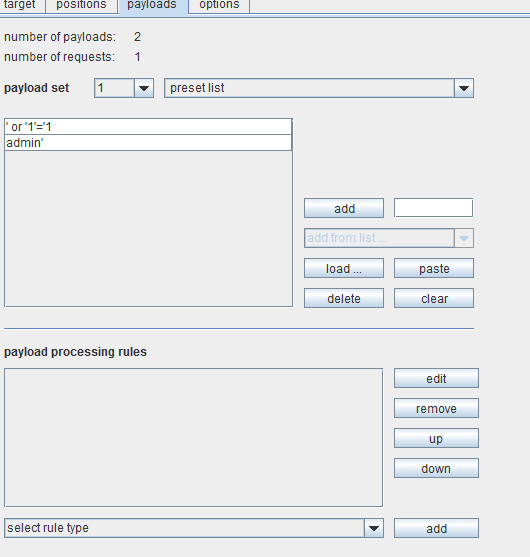 target positions payloads options
number of payloads: 2
number of requests: 1
payload set 1 preset list
' or '1'='1
admin'
add
add from list ...
load ... paste
delete clear
payload processing rules
edit
remove
up
down
select rule type add